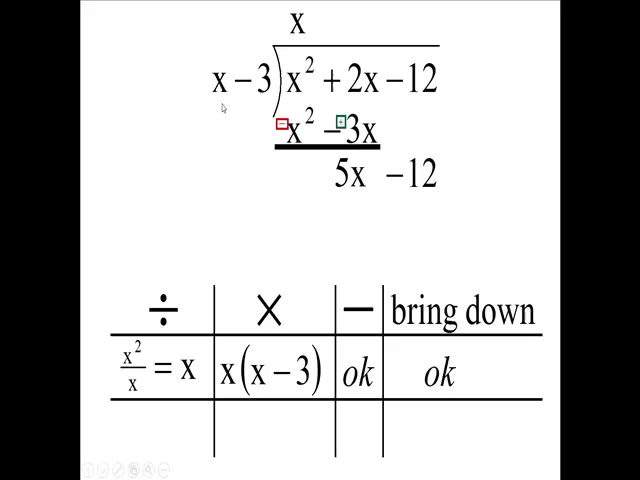 x
x − 3)x² + 2x − 12
− x² − + 3x
5x − 12
÷ × − bring down
x²/x = x x(x − 3) ok ok